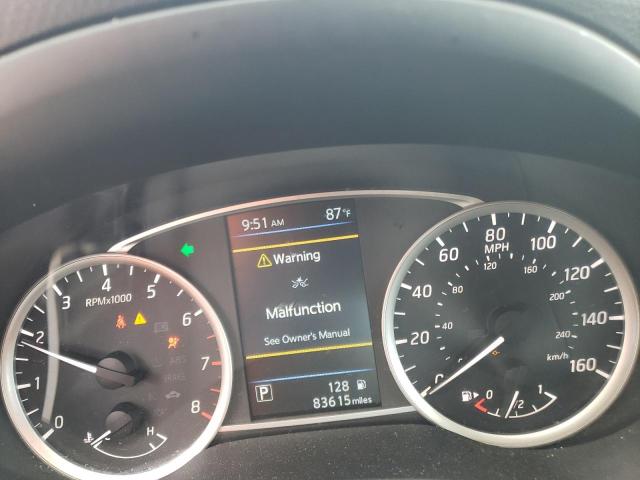 9:51 AM 87°F
Warning
Malfunction
See Owner's Manual
P 128
83615 miles
0 1 2 3 4 5 6 7 8
RPMx1000
ABS
BRAKE
H
0 20 40 60 80 100 120 140 160
MPH
40 80 120 160 200 240
km/h
0 1/2 1